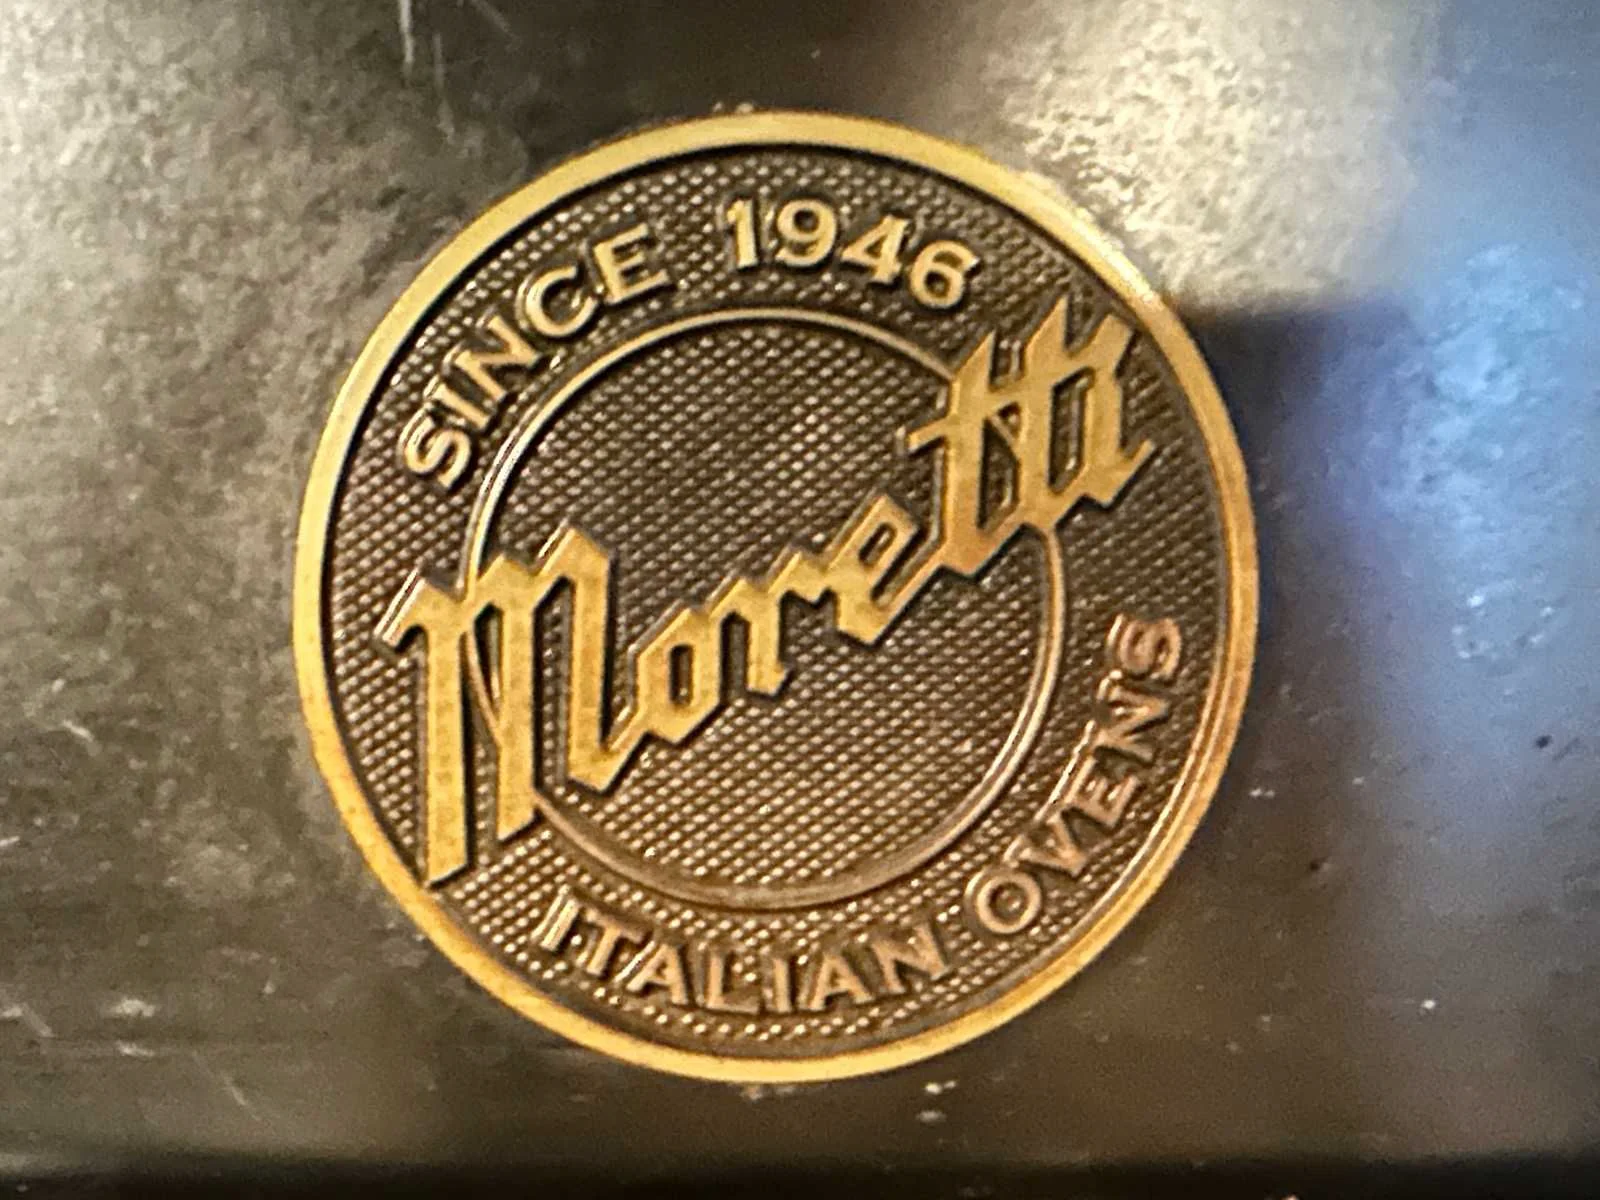 SINCE 1946
Moretti
ITALIAN OVENS